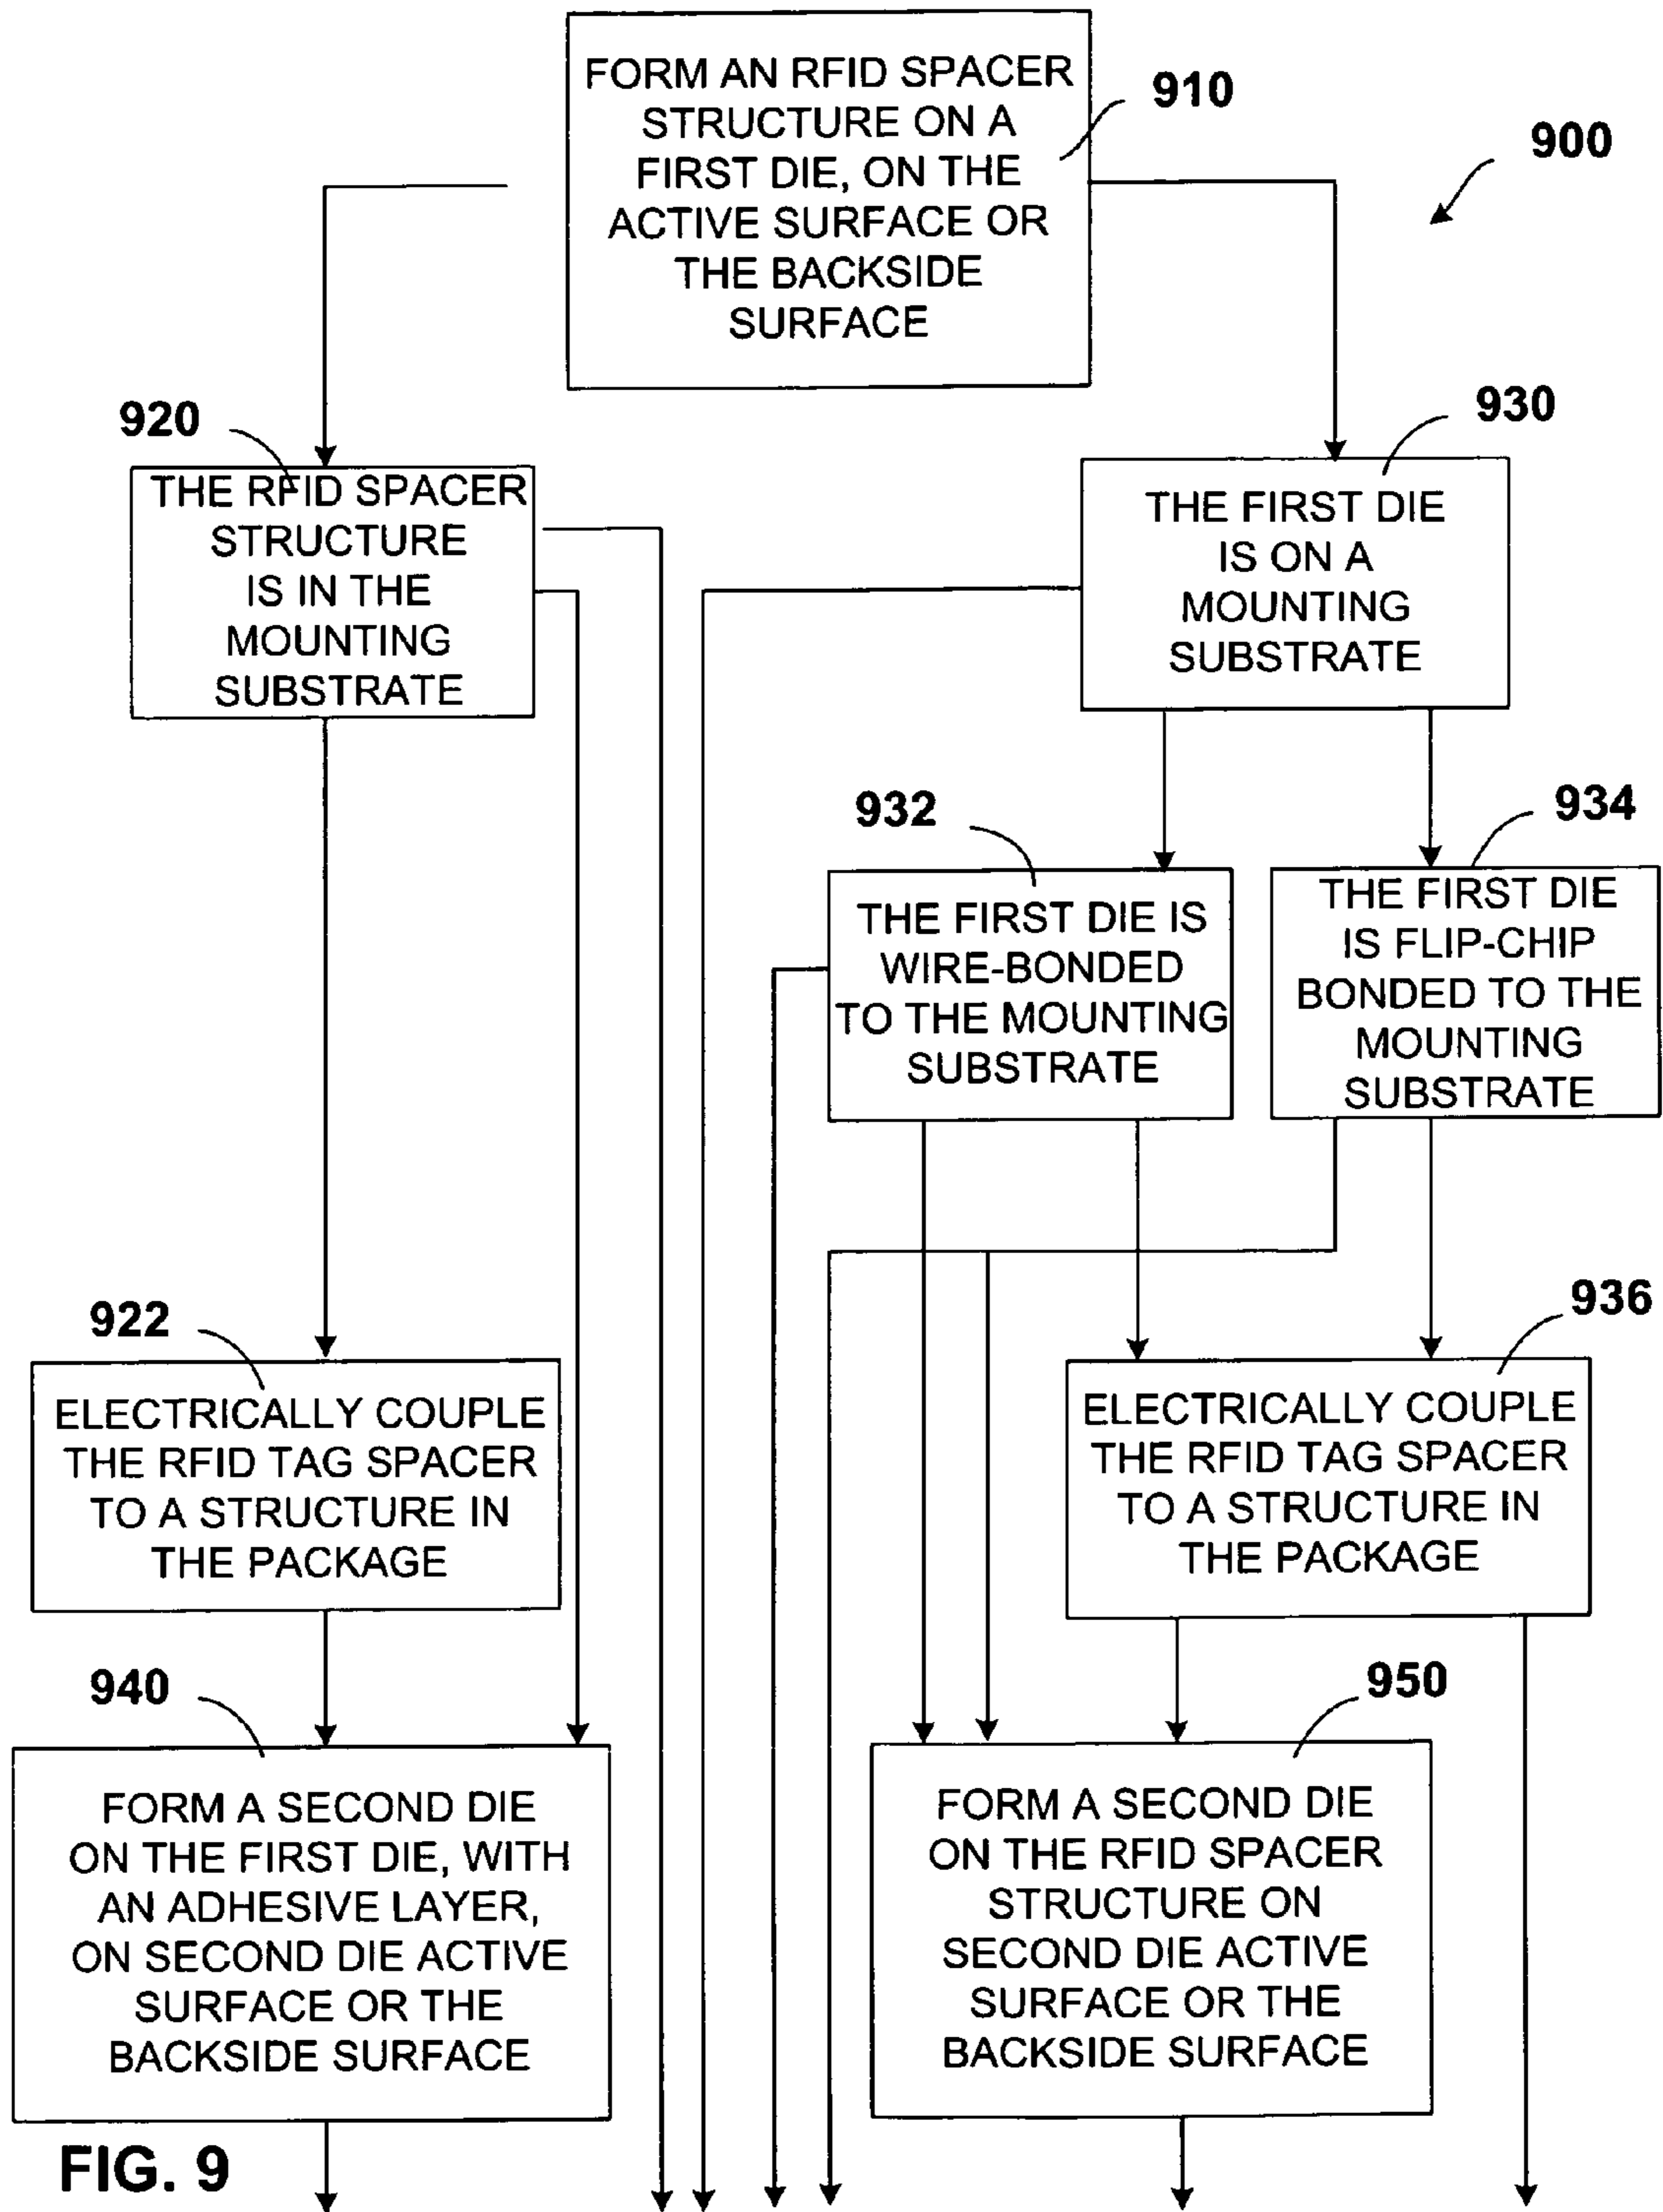 FORM AN RFID SPACER
STRUCTURE ON A
FIRST DIE, ON THE
ACTIVE SURFACE OR
THE BACKSIDE
SURFACE
910
900
920
THE RFID SPACER
STRUCTURE
IS IN THE
MOUNTING
SUBSTRATE
930
THE FIRST DIE
IS ON A
MOUNTING
SUBSTRATE
932
THE FIRST DIE IS
WIRE-BONDED
TO THE MOUNTING
SUBSTRATE
934
THE FIRST DIE
IS FLIP-CHIP
BONDED TO THE
MOUNTING
SUBSTRATE
922
ELECTRICALLY COUPLE
THE RFID TAG SPACER
TO A STRUCTURE IN
THE PACKAGE
936
ELECTRICALLY COUPLE
THE RFID TAG SPACER
TO A STRUCTURE IN
THE PACKAGE
940
FORM A SECOND DIE
ON THE FIRST DIE, WITH
AN ADHESIVE LAYER,
ON SECOND DIE ACTIVE
SURFACE OR THE
BACKSIDE SURFACE
950
FORM A SECOND DIE
ON THE RFID SPACER
STRUCTURE ON
SECOND DIE ACTIVE
SURFACE OR THE
BACKSIDE SURFACE
FIG. 9